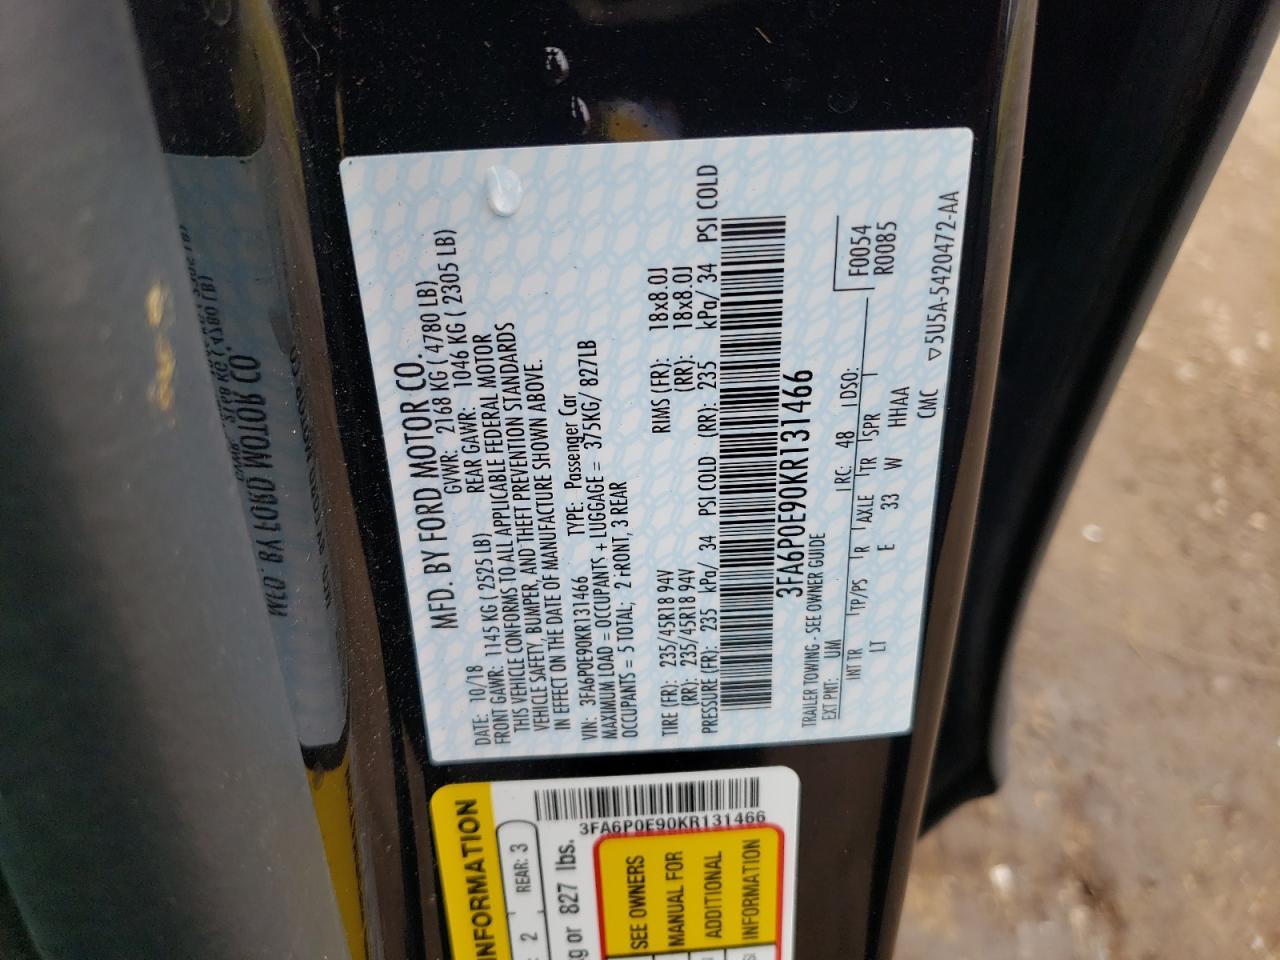 MFD. BY FORD MOTOR CO.
DATE: 10/18 GVWR: 2168 KG ( 4780 LB)
FRONT GAWR: 1145 KG ( 2525 LB) REAR GAWR: 1046 KG ( 2305 LB)
THIS VEHICLE CONFORMS TO ALL APPLICABLE FEDERAL MOTOR
VEHICLE SAFETY, BUMPER, AND THEFT PREVENTION STANDARDS
IN EFFECT ON THE DATE OF MANUFACTURE SHOWN ABOVE.
VIN: 3FA6P0E90KR131466 TYPE: Passenger Car
MAXIMUM LOAD = OCCUPANTS + LUGGAGE = 375KG/ 827LB
OCCUPANTS = 5 TOTAL; 2 FRONT, 3 REAR
TIRE (FR): 235/45R18 94V RIMS (FR): 18x8.0J
(RR): 235/45R18 94V (RR): 18x8.0J
PRESSURE (FR): 235 kPa/ 34 PSI COLD (RR): 235 kPa/ 34 PSI COLD
3FA6P0E90KR131466
TRAILER TOWING - SEE OWNER GUIDE
EXT PNT: UM RC: 48 DSO: F0054
R0085
INT TR TP/PS R AXLE TR SPR
LT E 33 W HHAA
CMC ▽5U5A-5420472-AA
INFORMATION
2 REAR: 3
or 827 lbs.
3FA6P0E90KR131466
SEE OWNERS
MANUAL FOR
ADDITIONAL
INFORMATION